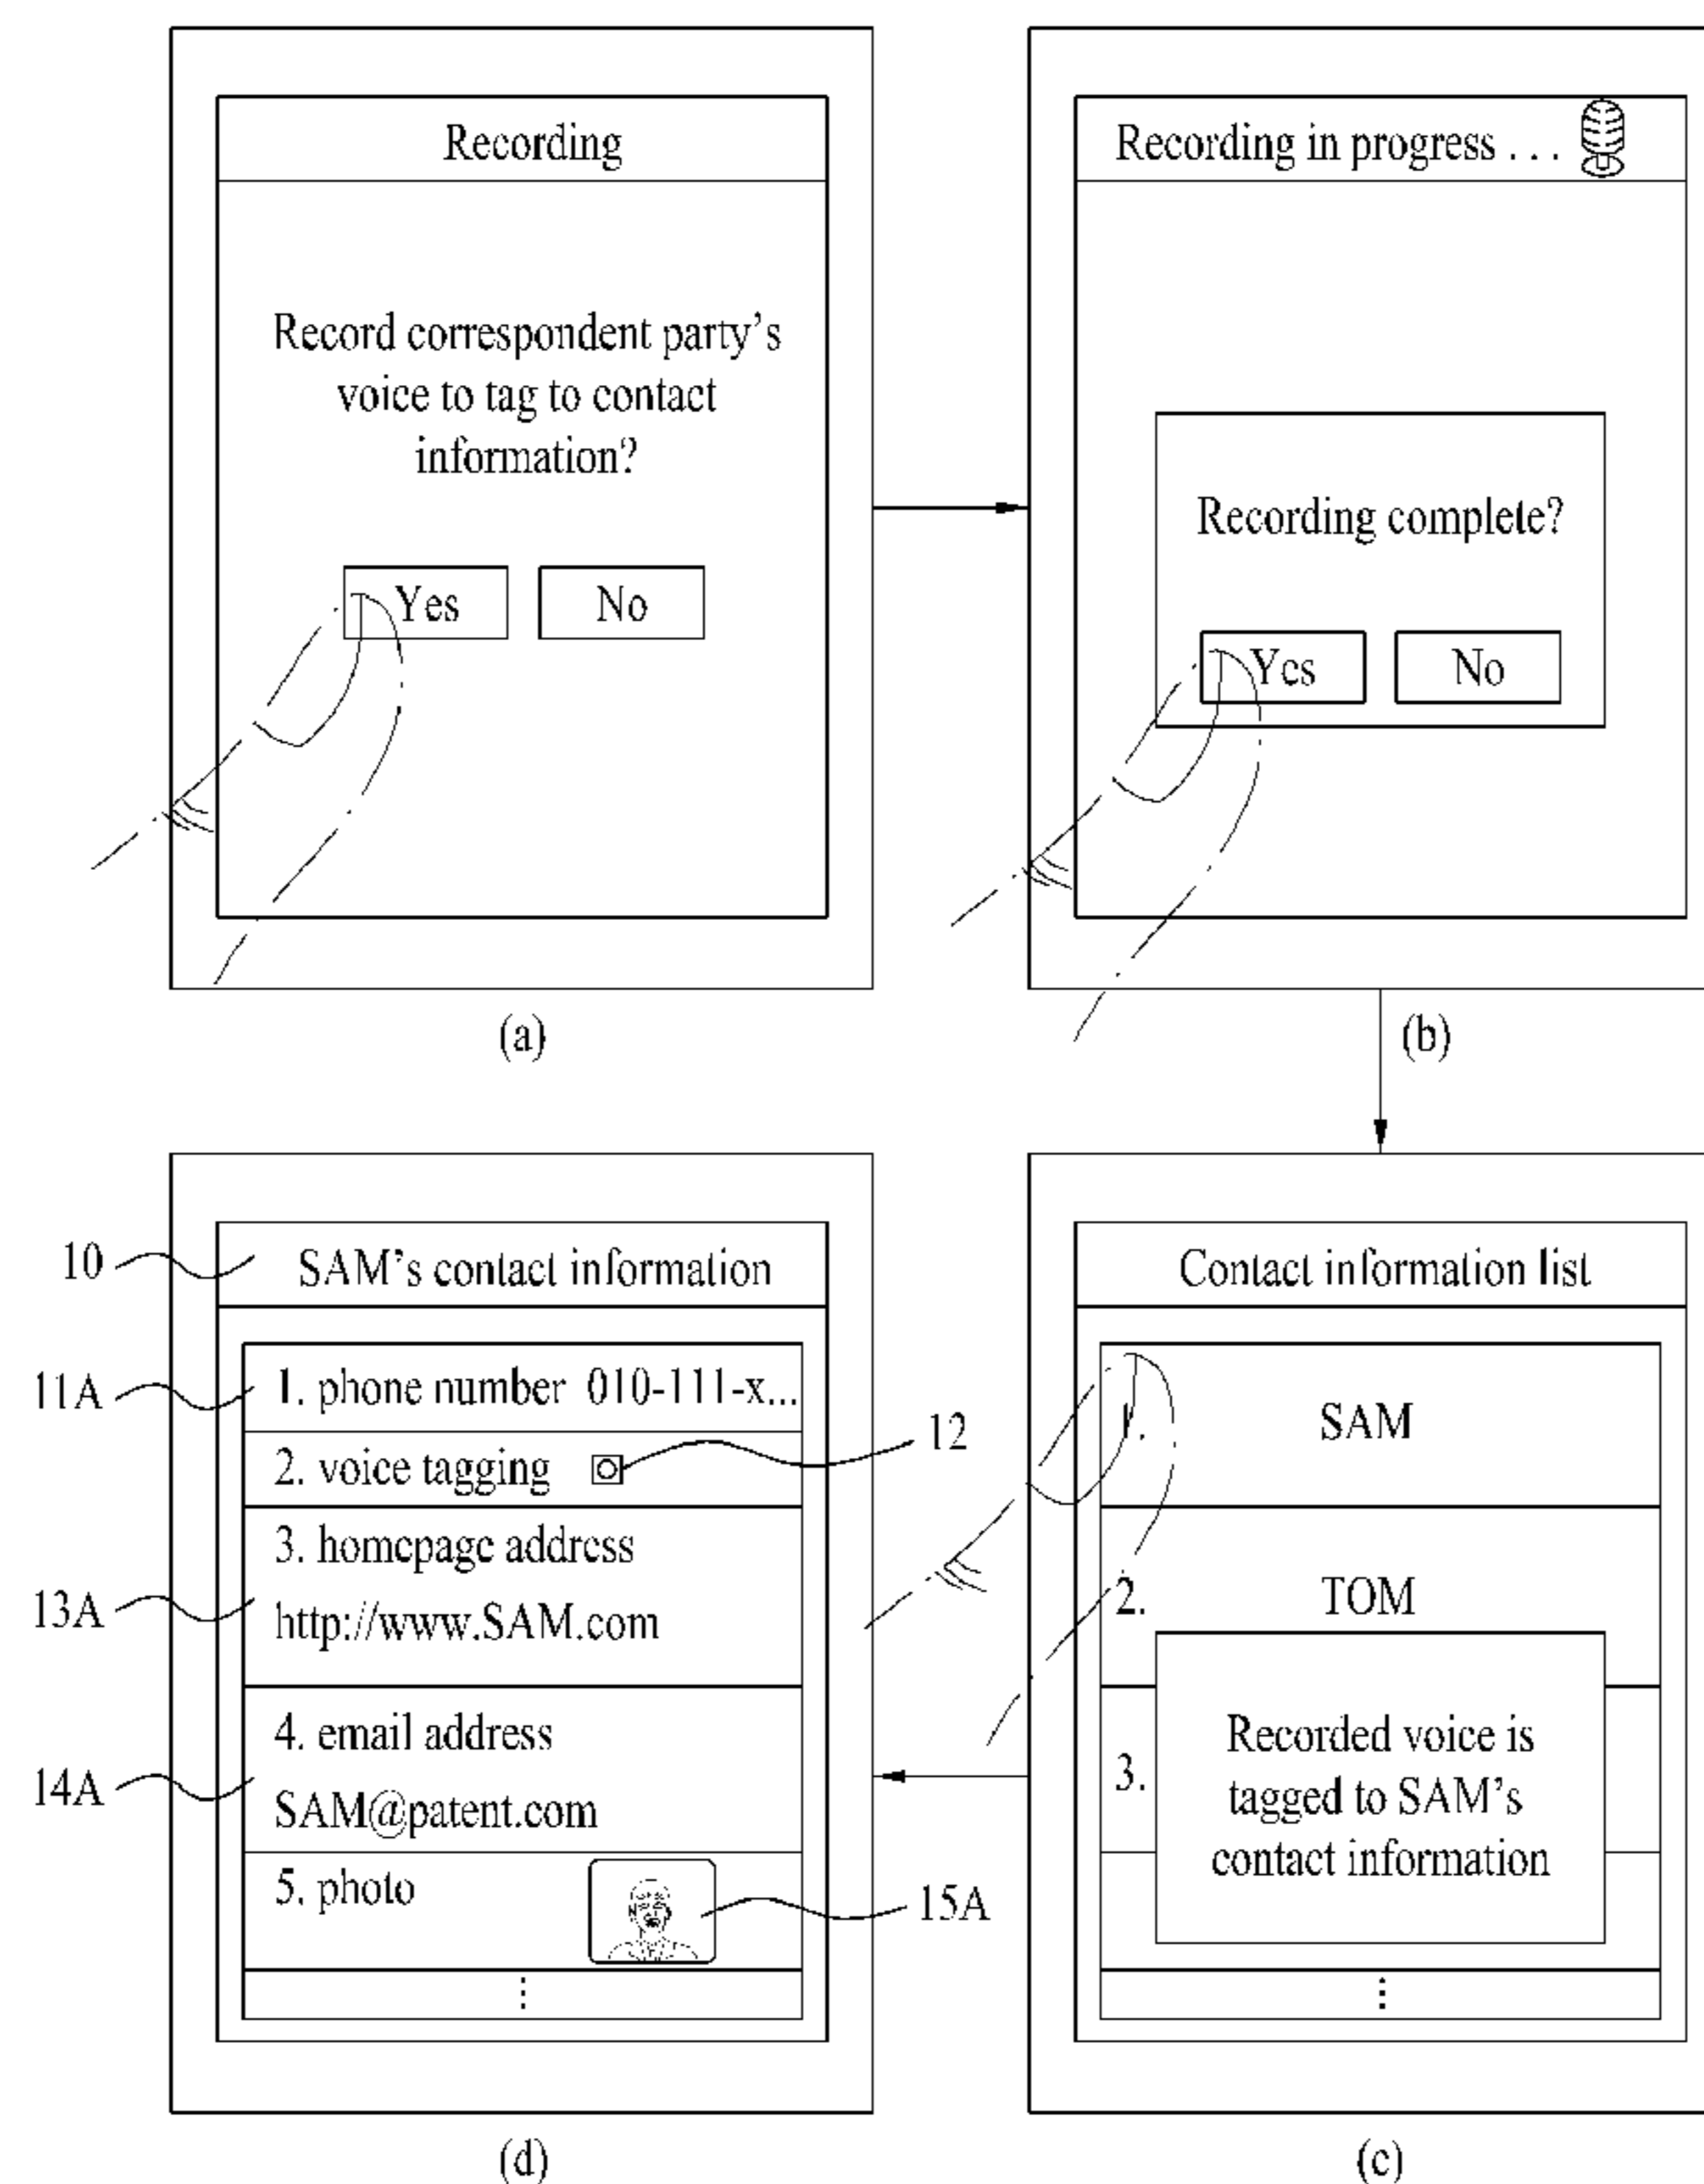 Recording
Record correspondent party's
voice to tag to contact
information?
Yes
No
(a)
Recording in progress . . .
Recording complete?
Yes
No
(b)
10
SAM's contact information
11A
1. phone number 010-111-x...
2. voice tagging
12
3. homepage address
13A
http://www.SAM.com
4. email address
14A
SAM@patent.com
5. photo
15A
⋮
(d)
Contact information list
1. SAM
2. TOM
3.
Recorded voice is
tagged to SAM's
contact information
⋮
(c)